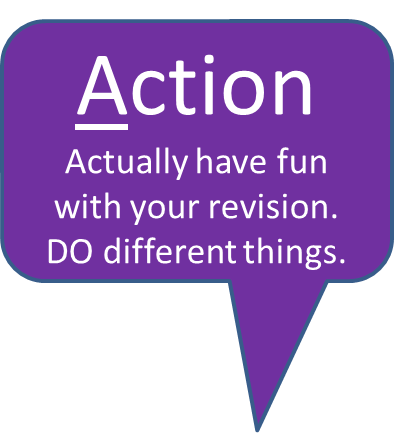 Action
Actually have fun
with your revision.
DO different things.